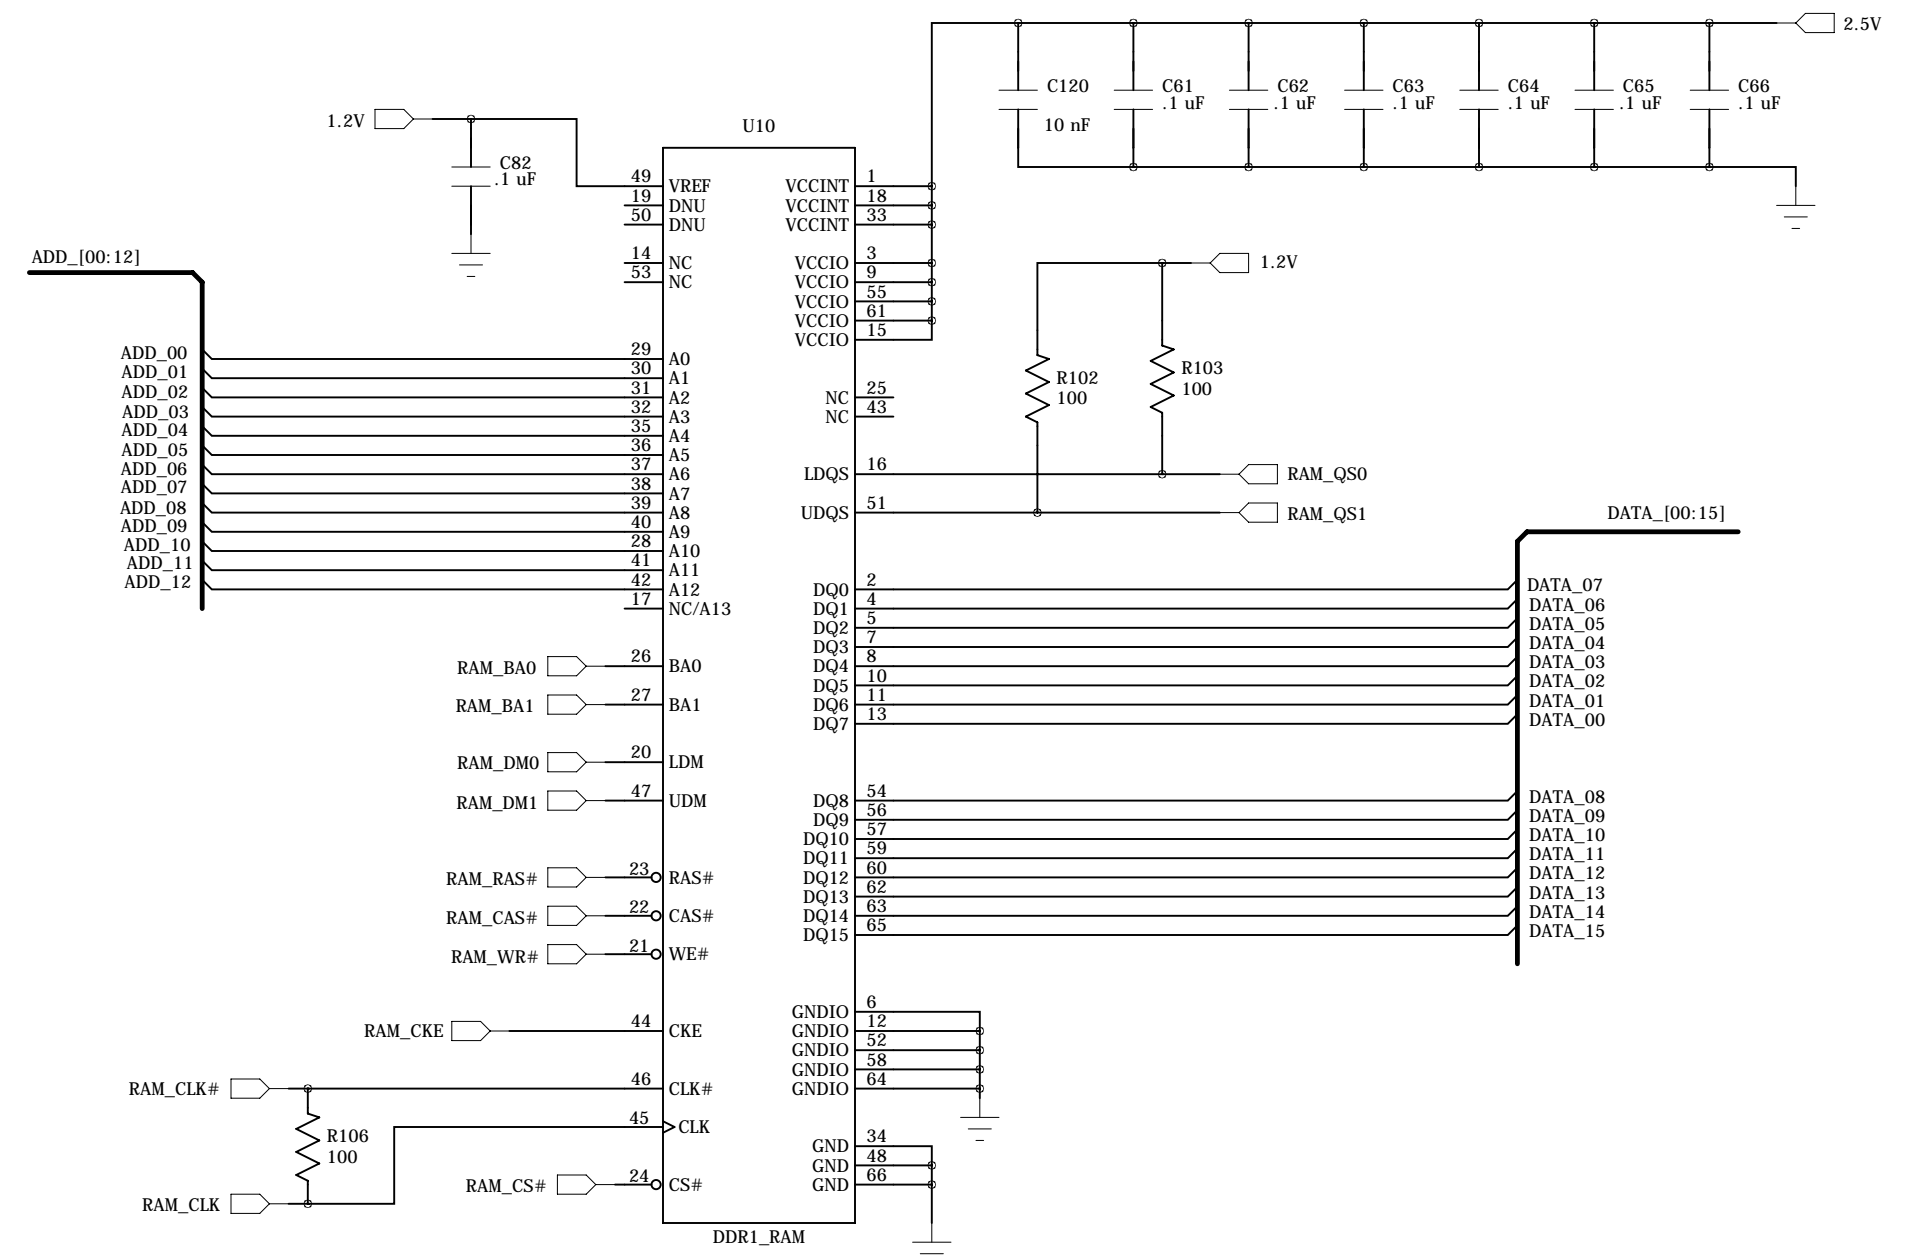 2.5V
C120
10 nF
C61
.1 uF
C62
.1 uF
C63
.1 uF
C64
.1 uF
C65
.1 uF
C66
.1 uF
1.2V
C82
.1 uF
U10
49 VREF
19 DNU
50 DNU
14 NC
53 NC
ADD_[00:12]
ADD_00 29 A0
ADD_01 30 A1
ADD_02 31 A2
ADD_03 32 A3
ADD_04 35 A4
ADD_05 36 A5
ADD_06 37 A6
ADD_07 38 A7
ADD_08 39 A8
ADD_09 40 A9
ADD_10 28 A10
ADD_11 41 A11
ADD_12 42 A12
17 NC/A13
RAM_BA0 26 BA0
RAM_BA1 27 BA1
RAM_DM0 20 LDM
RAM_DM1 47 UDM
RAM_RAS# 23 RAS#
RAM_CAS# 22 CAS#
RAM_WR# 21 WE#
RAM_CKE 44 CKE
RAM_CLK# 46 CLK#
R106
100
45 CLK
RAM_CLK
RAM_CS# 24 CS#
VCCINT 1
VCCINT 18
VCCINT 33
VCCIO 3
VCCIO 9
VCCIO 55
VCCIO 61
VCCIO 15
NC 25
NC 43
1.2V
R102
100
R103
100
LDQS 16 RAM_QS0
UDQS 51 RAM_QS1
DATA_[00:15]
DQ0 2 DATA_07
DQ1 4 DATA_06
DQ2 5 DATA_05
DQ3 7 DATA_04
DQ4 8 DATA_03
DQ5 10 DATA_02
DQ6 11 DATA_01
DQ7 13 DATA_00
DQ8 54 DATA_08
DQ9 56 DATA_09
DQ10 57 DATA_10
DQ11 59 DATA_11
DQ12 60 DATA_12
DQ13 62 DATA_13
DQ14 63 DATA_14
DQ15 65 DATA_15
GNDIO 6
GNDIO 12
GNDIO 52
GNDIO 58
GNDIO 64
GND 34
GND 48
GND 66
DDR1_RAM